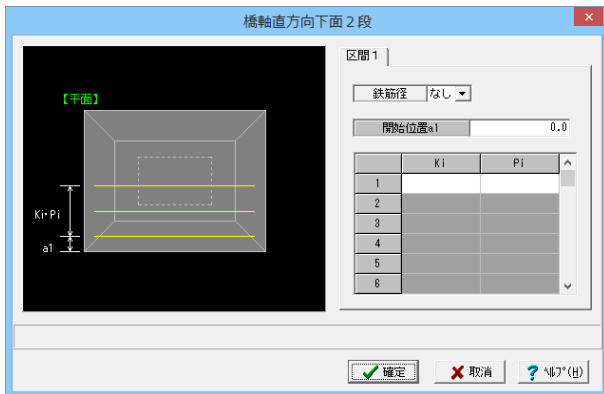 橋軸直方向下面２段
区間１
【平面】
Ki・Pi
a1
鉄筋径 なし
開始位置a1 0.0
Ki Pi
1
2
3
4
5
6
確定 取消 ヘルプ(H)